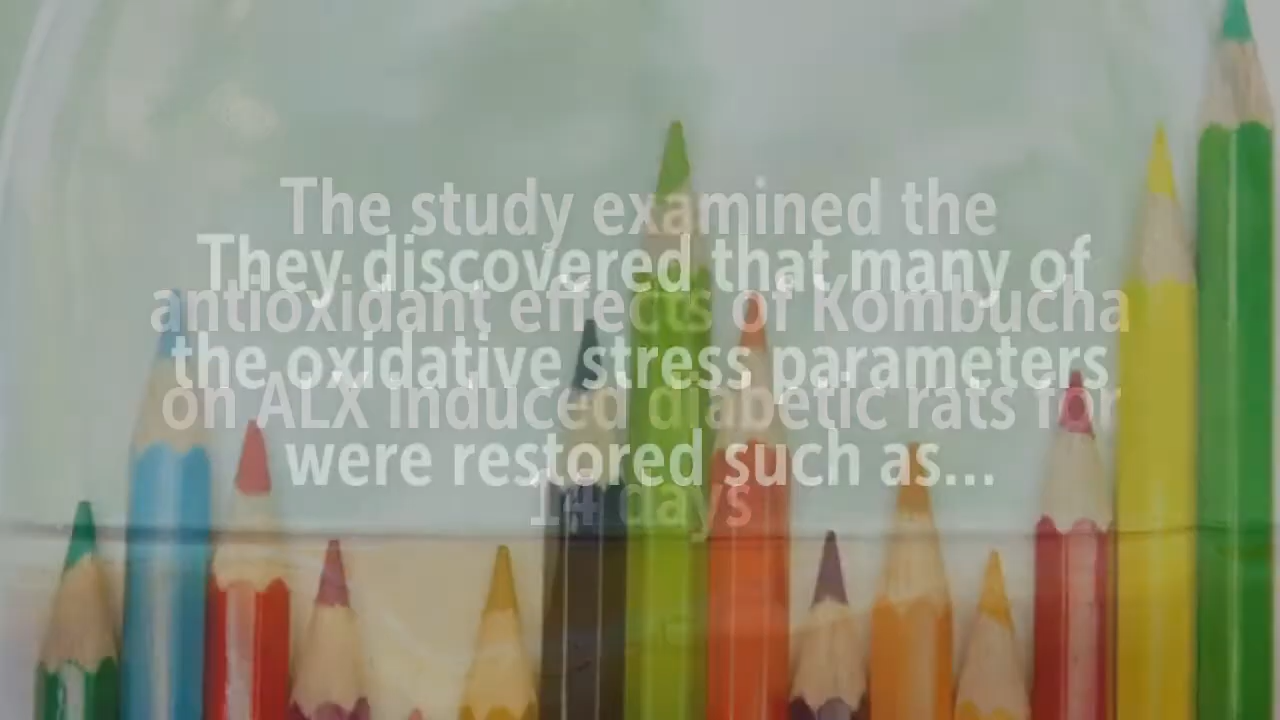 The study examined the
antioxidant effects of Kombucha
on ALX induced diabetic rats for
14 days
They discovered that many of
the oxidative stress parameters
were restored such as...